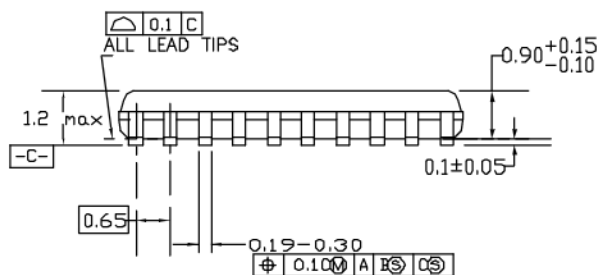 ⌓ 0.1 C
ALL LEAD TIPS
0.90 +0.15 -0.10
1.2 max
-C-
0.1±0.05
0.65
0.19-0.30
⌖ 0.10Ⓜ A BⓈ CⓈ